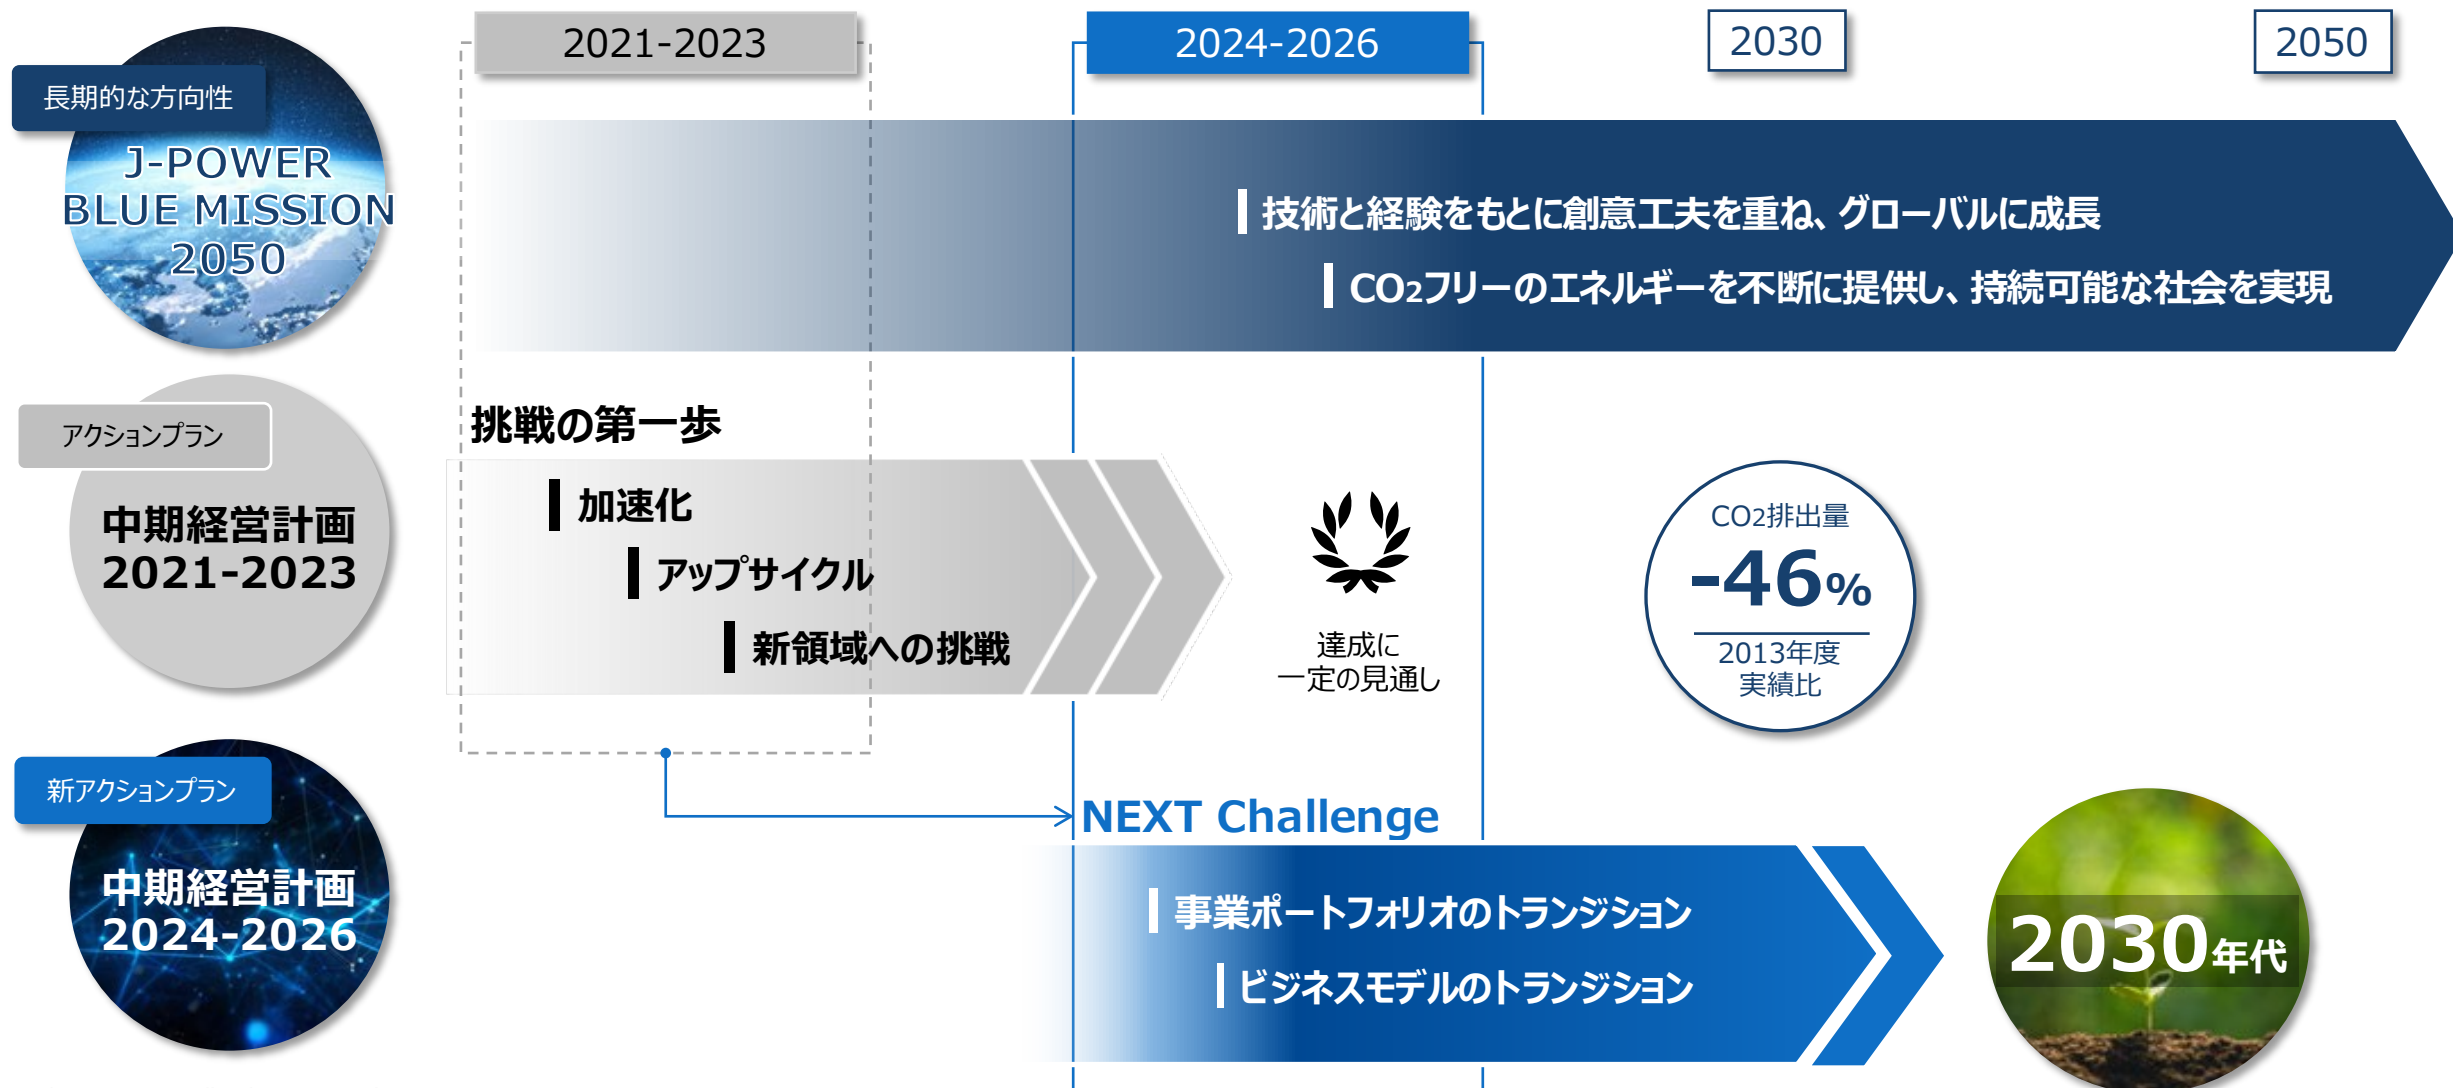 2021-2023
2024-2026
2030
2050
長期的な方向性
J-POWER
BLUE MISSION
2050
技術と経験をもとに創意工夫を重ね、グローバルに成長
CO2フリーのエネルギーを不断に提供し、持続可能な社会を実現
アクションプラン
中期経営計画
2021-2023
挑戦の第一歩
加速化
アップサイクル
新領域への挑戦
達成に
一定の見通し
CO2排出量
-46%
2013年度
実績比
新アクションプラン
中期経営計画
2024-2026
NEXT Challenge
事業ポートフォリオのトランジション
ビジネスモデルのトランジション
2030年代